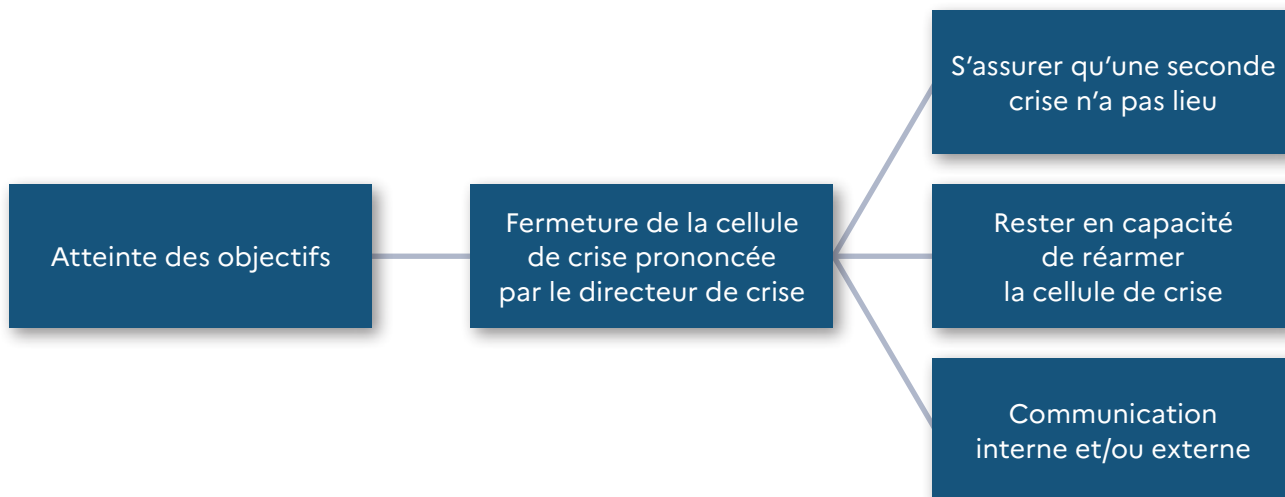 Atteinte des objectifs
Fermeture de la cellule
de crise prononcée
par le directeur de crise
S’assurer qu’une seconde
crise n’a pas lieu
Rester en capacité
de réarmer
la cellule de crise
Communication
interne et/ou externe